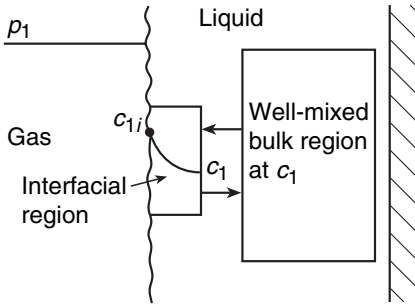 Liquid
p1
c1i
Gas
c1
Interfacial
region
Well-mixed
bulk region
at c1